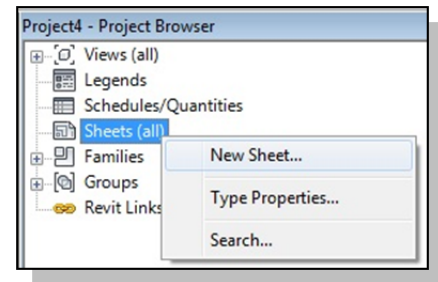 Project4 - Project Browser
Views (all)
Legends
Schedules/Quantities
Sheets (all)
New Sheet...
Families
Type Properties...
Groups
Revit Links
Search...